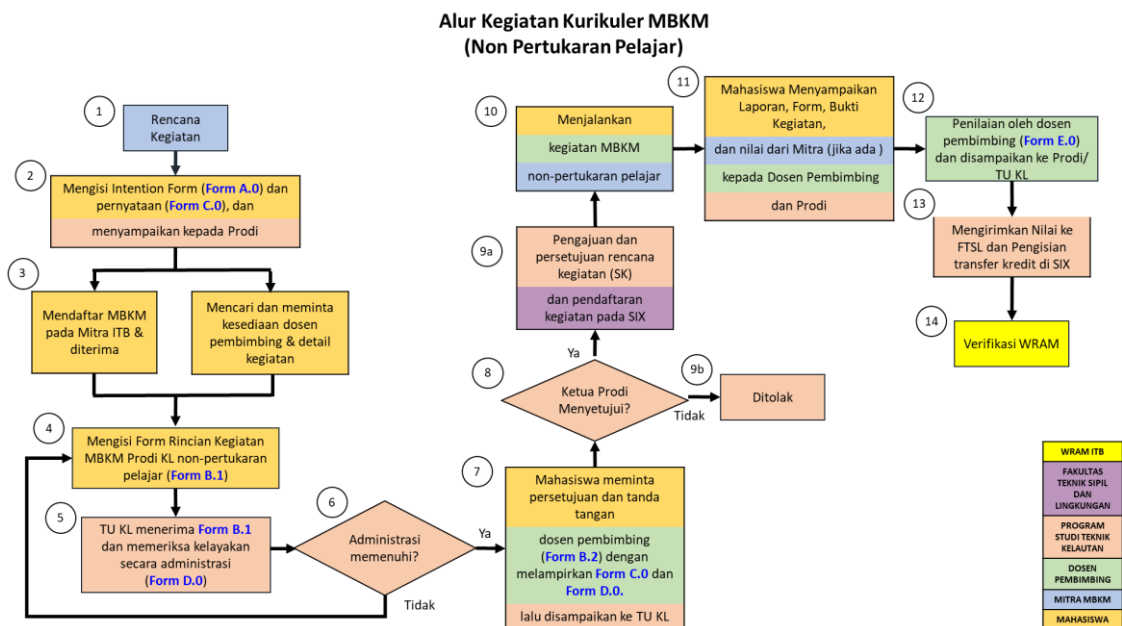 Alur Kegiatan Kurikuler MBKM
(Non Pertukaran Pelajar)
1
Rencana
Kegiatan
2
Mengisi Intention Form (Form A.0) dan
pernyataan (Form C.0), dan
menyampaikan kepada Prodi
3
Mendaftar MBKM
pada Mitra ITB &
diterima
Mencari dan meminta
kesediaan dosen
pembimbing & detail
kegiatan
4
Mengisi Form Rincian Kegiatan
MBKM Prodi KL non-pertukaran
pelajar (Form B.1)
5
TU KL menerima Form B.1
dan memeriksa kelayakan
secara administrasi
(Form D.0)
6
Administrasi
memenuhi?
Ya
Tidak
7
Mahasiswa meminta
persetujuan dan tanda
tangan
dosen pembimbing
(Form B.2) dengan
melampirkan Form C.0 dan
Form D.0.
lalu disampaikan ke TU KL
8
Ketua Prodi
Menyetujui?
Ya
Tidak
9a
Pengajuan dan
persetujuan rencana
kegiatan (SK)
dan pendaftaran
kegiatan pada SIX
9b
Ditolak
10
Menjalankan
kegiatan MBKM
non-pertukaran pelajar
11
Mahasiswa Menyampaikan
Laporan, Form, Bukti
Kegiatan,
dan nilai dari Mitra (jika ada )
kepada Dosen Pembimbing
dan Prodi
12
Penilaian oleh dosen
pembimbing (Form E.0)
dan disampaikan ke Prodi/
TU KL
13
Mengirimkan Nilai ke
FTSL dan Pengisian
transfer kredit di SIX
14
Verifikasi WRAM
WRAM ITB
FAKULTAS
TEKNIK SIPIL
DAN
LINGKUNGAN
PROGRAM
STUDI TEKNIK
KELAUTAN
DOSEN
PEMBIMBING
MITRA MBKM
MAHASISWA